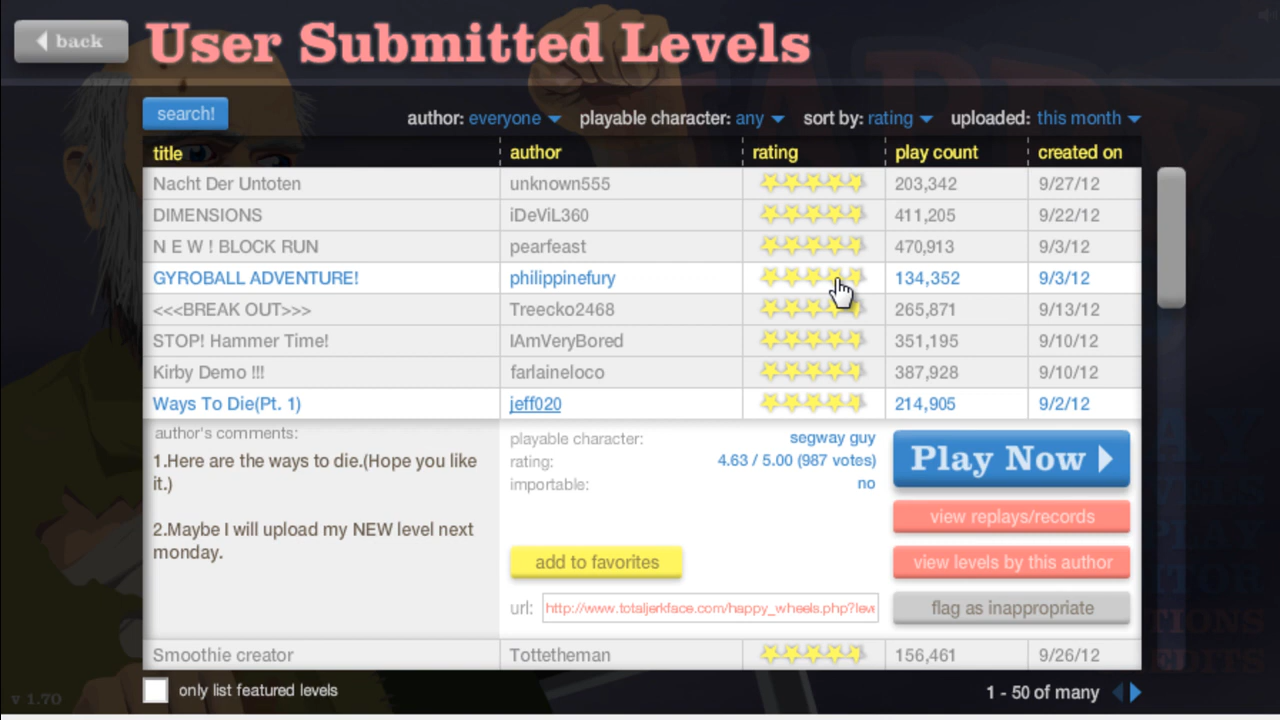 back
User Submitted Levels
search!
author: everyone playable character: any sort by: rating uploaded: this month
title author rating play count created on
Nacht Der Untoten unknown555 203,342 9/27/12
DIMENSIONS iDeViL360 411,205 9/22/12
N E W ! BLOCK RUN pearfeast 470,913 9/3/12
GYROBALL ADVENTURE! philippinefury 134,352 9/3/12
<<<BREAK OUT>>> Treecko2468 265,871 9/13/12
STOP! Hammer Time! IAmVeryBored 351,195 9/10/12
Kirby Demo !!! farlaineloco 387,928 9/10/12
Ways To Die(Pt. 1) jeff020 214,905 9/2/12
author's comments:
1.Here are the ways to die.(Hope you like
it.)
2.Maybe I will upload my NEW level next
monday.
playable character: segway guy
rating: 4.63 / 5.00 (987 votes)
importable: no
add to favorites
url: http://www.totaljerkface.com/happy_wheels.php?lev
Play Now
view replays/records
view levels by this author
flag as inappropriate
Smoothie creator Tottetheman 156,461 9/26/12
only list featured levels
1 - 50 of many
v 1.70